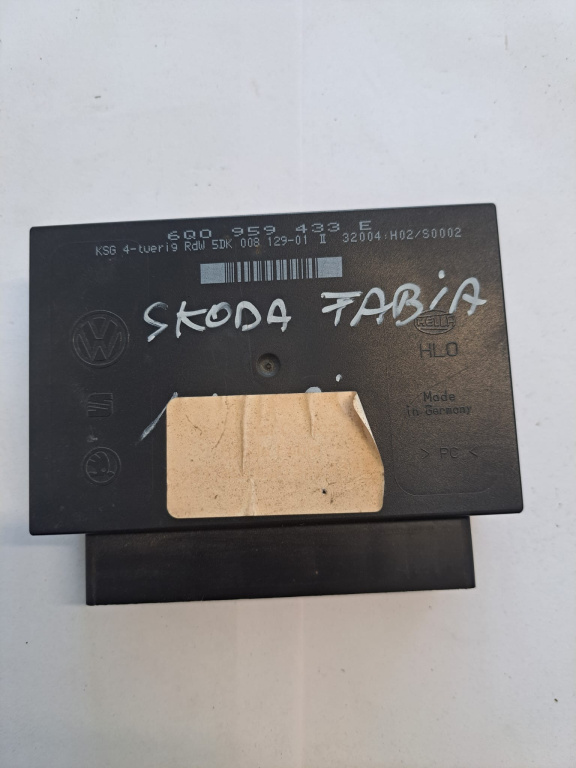 6Q0 959 433 E
KSG 4-tuerig RdW 5DK 008 129-01 II 32004:H02/S0002
SKODA FABiA
HELLA
HLO
Made
in Germany
> PC <